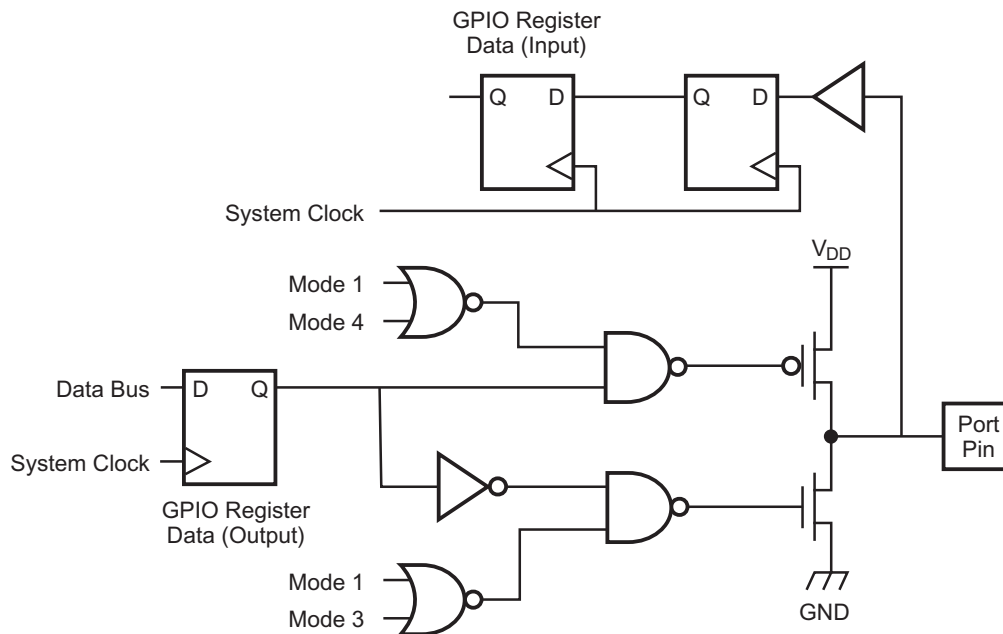 GPIO Register
Data (Input)
Q D
Q D
System Clock
V_DD
Mode 1
Mode 4
Data Bus
D Q
System Clock
GPIO Register
Data (Output)
Port
Pin
Mode 1
Mode 3
GND